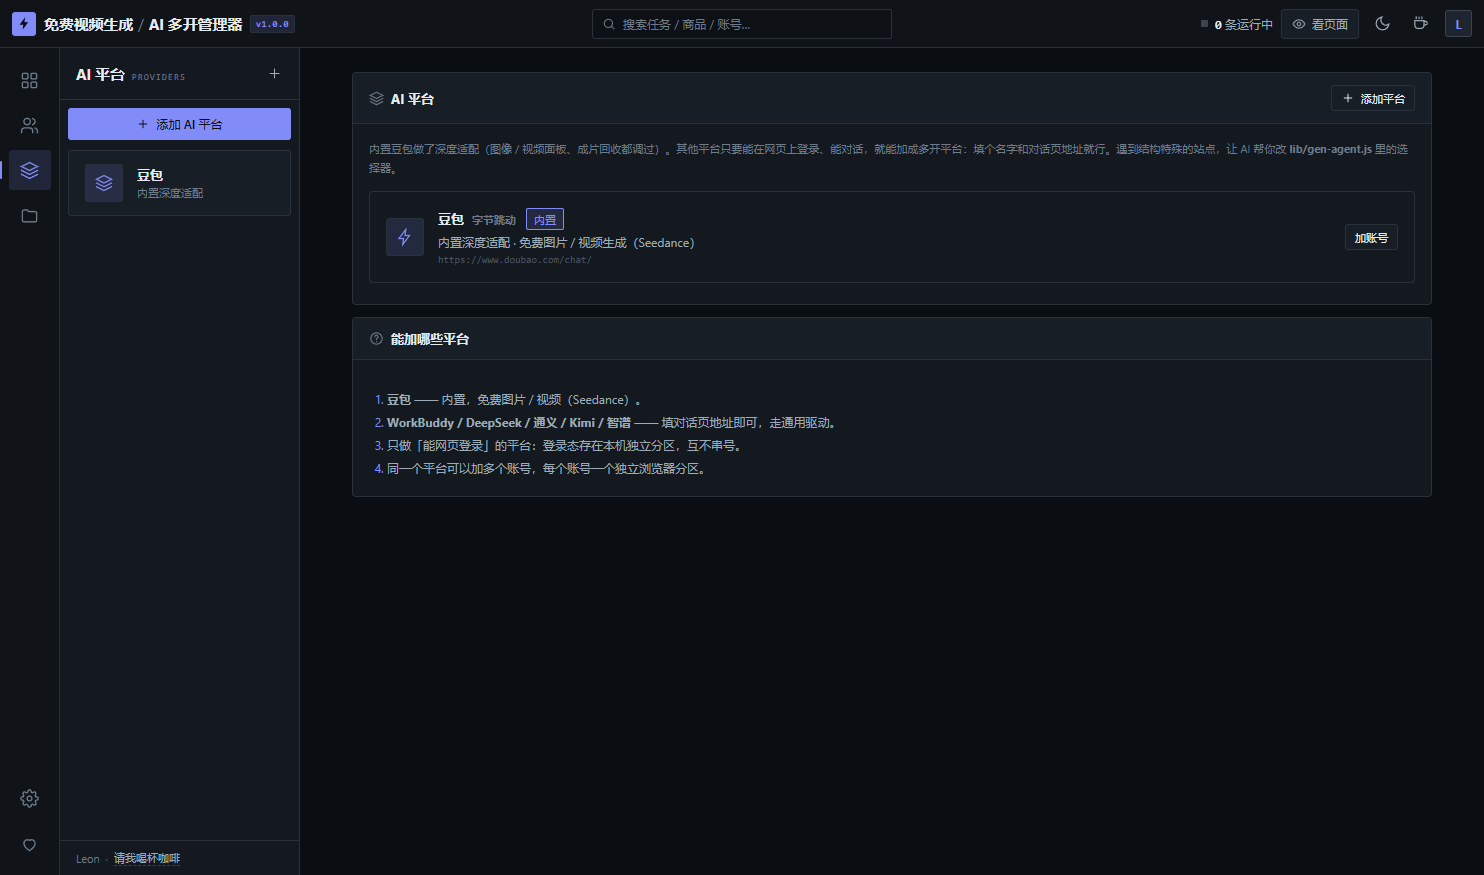 免费视频生成 / AI 多开管理器 v1.0.0
搜索任务 / 商品 / 账号...
0 条运行中
看页面
L
AI 平台 PROVIDERS
+ 添加 AI 平台
豆包
内置深度适配
AI 平台
+ 添加平台
内置豆包做了深度适配（图像 / 视频面板、成片回收都调过）。其他平台只要能在网页上登录、能对话，就能加成多开平台：填个名字和对话页地址就行。遇到结构特殊的站点，让 AI 帮你改 lib/gen-agent.js 里的选
择器。
豆包 字节跳动 内置
内置深度适配 · 免费图片 / 视频生成（Seedance）
https://www.doubao.com/chat/
加账号
能加哪些平台
1. 豆包 —— 内置，免费图片 / 视频（Seedance）。
2. WorkBuddy / DeepSeek / 通义 / Kimi / 智谱 —— 填对话页地址即可，走通用驱动。
3. 只做「能网页登录」的平台：登录态存在本机独立分区，互不串号。
4. 同一个平台可以加多个账号，每个账号一个独立浏览器分区。
Leon · 请我喝杯咖啡